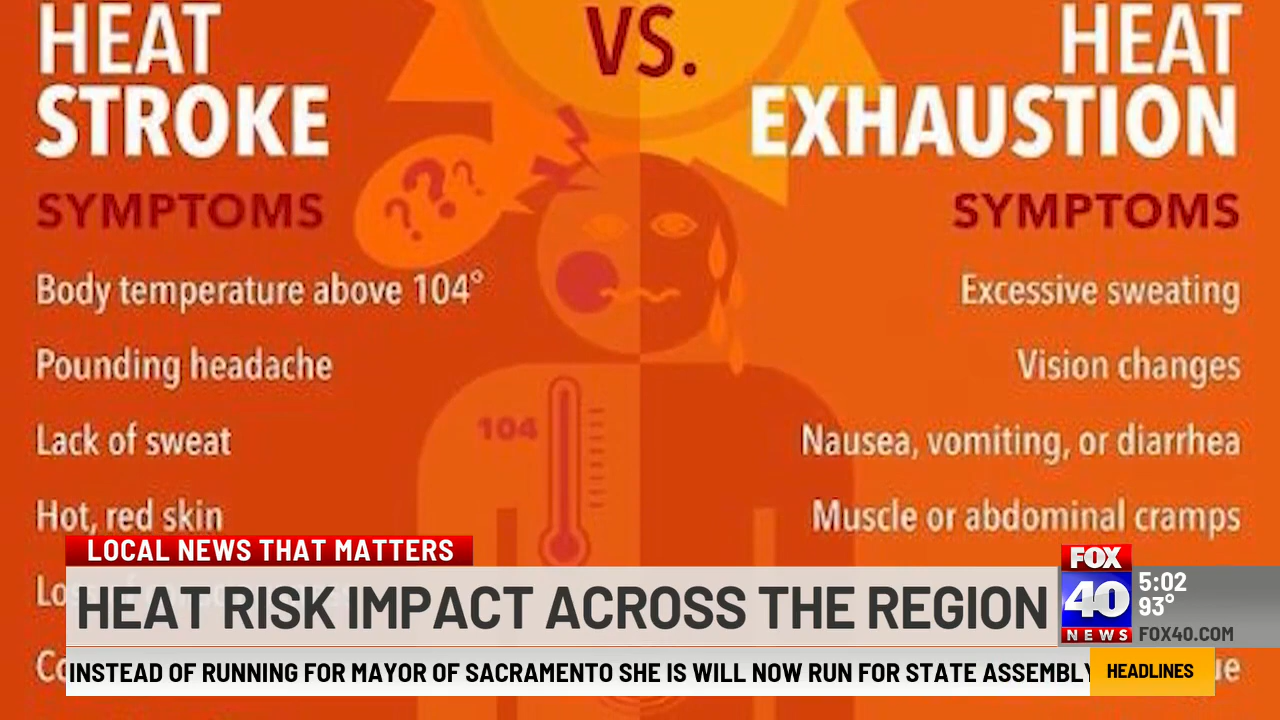 HEAT
STROKE
VS.
HEAT
EXHAUSTION
SYMPTOMS
Body temperature above 104°
Pounding headache
Lack of sweat
Hot, red skin
???
104
SYMPTOMS
Excessive sweating
Vision changes
Nausea, vomiting, or diarrhea
Muscle or abdominal cramps
LOCAL NEWS THAT MATTERS
HEAT RISK IMPACT ACROSS THE REGION
INSTEAD OF RUNNING FOR MAYOR OF SACRAMENTO SHE IS WILL NOW RUN FOR STATE ASSEMBLY
HEADLINES
FOX
40
NEWS
5:02
93°
FOX40.COM